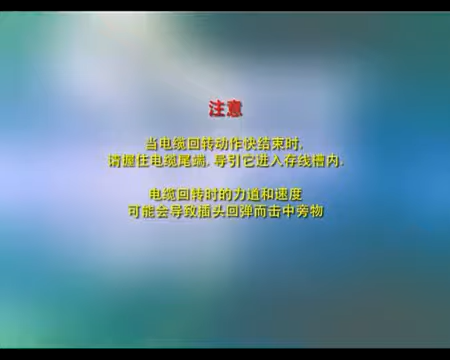 注意
当电缆回转动作快结束时.
请握住电缆尾端. 导引它进入存线槽内.
电缆回转时的力道和速度
可能会导致插头回弹而击中旁物